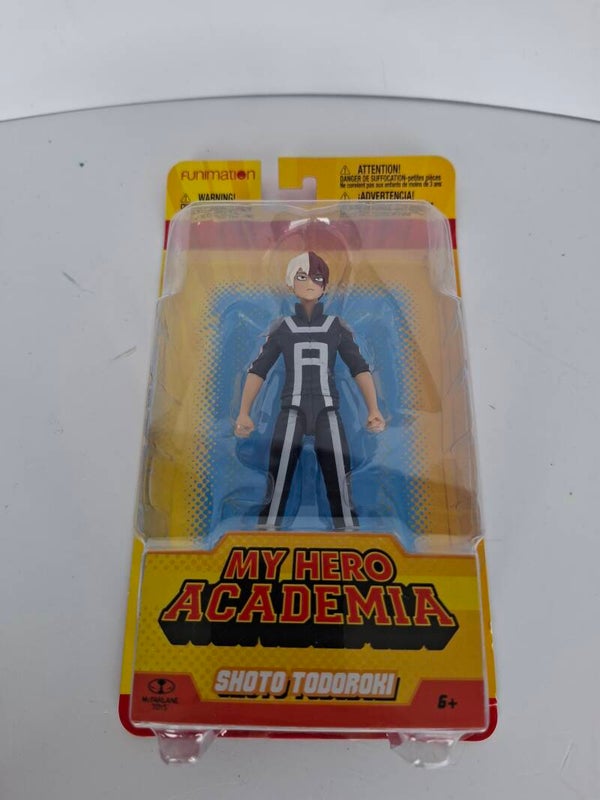 FUNIMATION
WARNING!
ATTENTION!
DANGER DE SUFFOCATION-petites pièces
Ne convient pas aux enfants de moins de 3 ans
¡ADVERTENCIA!
A
MY HERO
ACADEMIA
SHOTO TODOROKI
McFARLANE
TOYS
6+